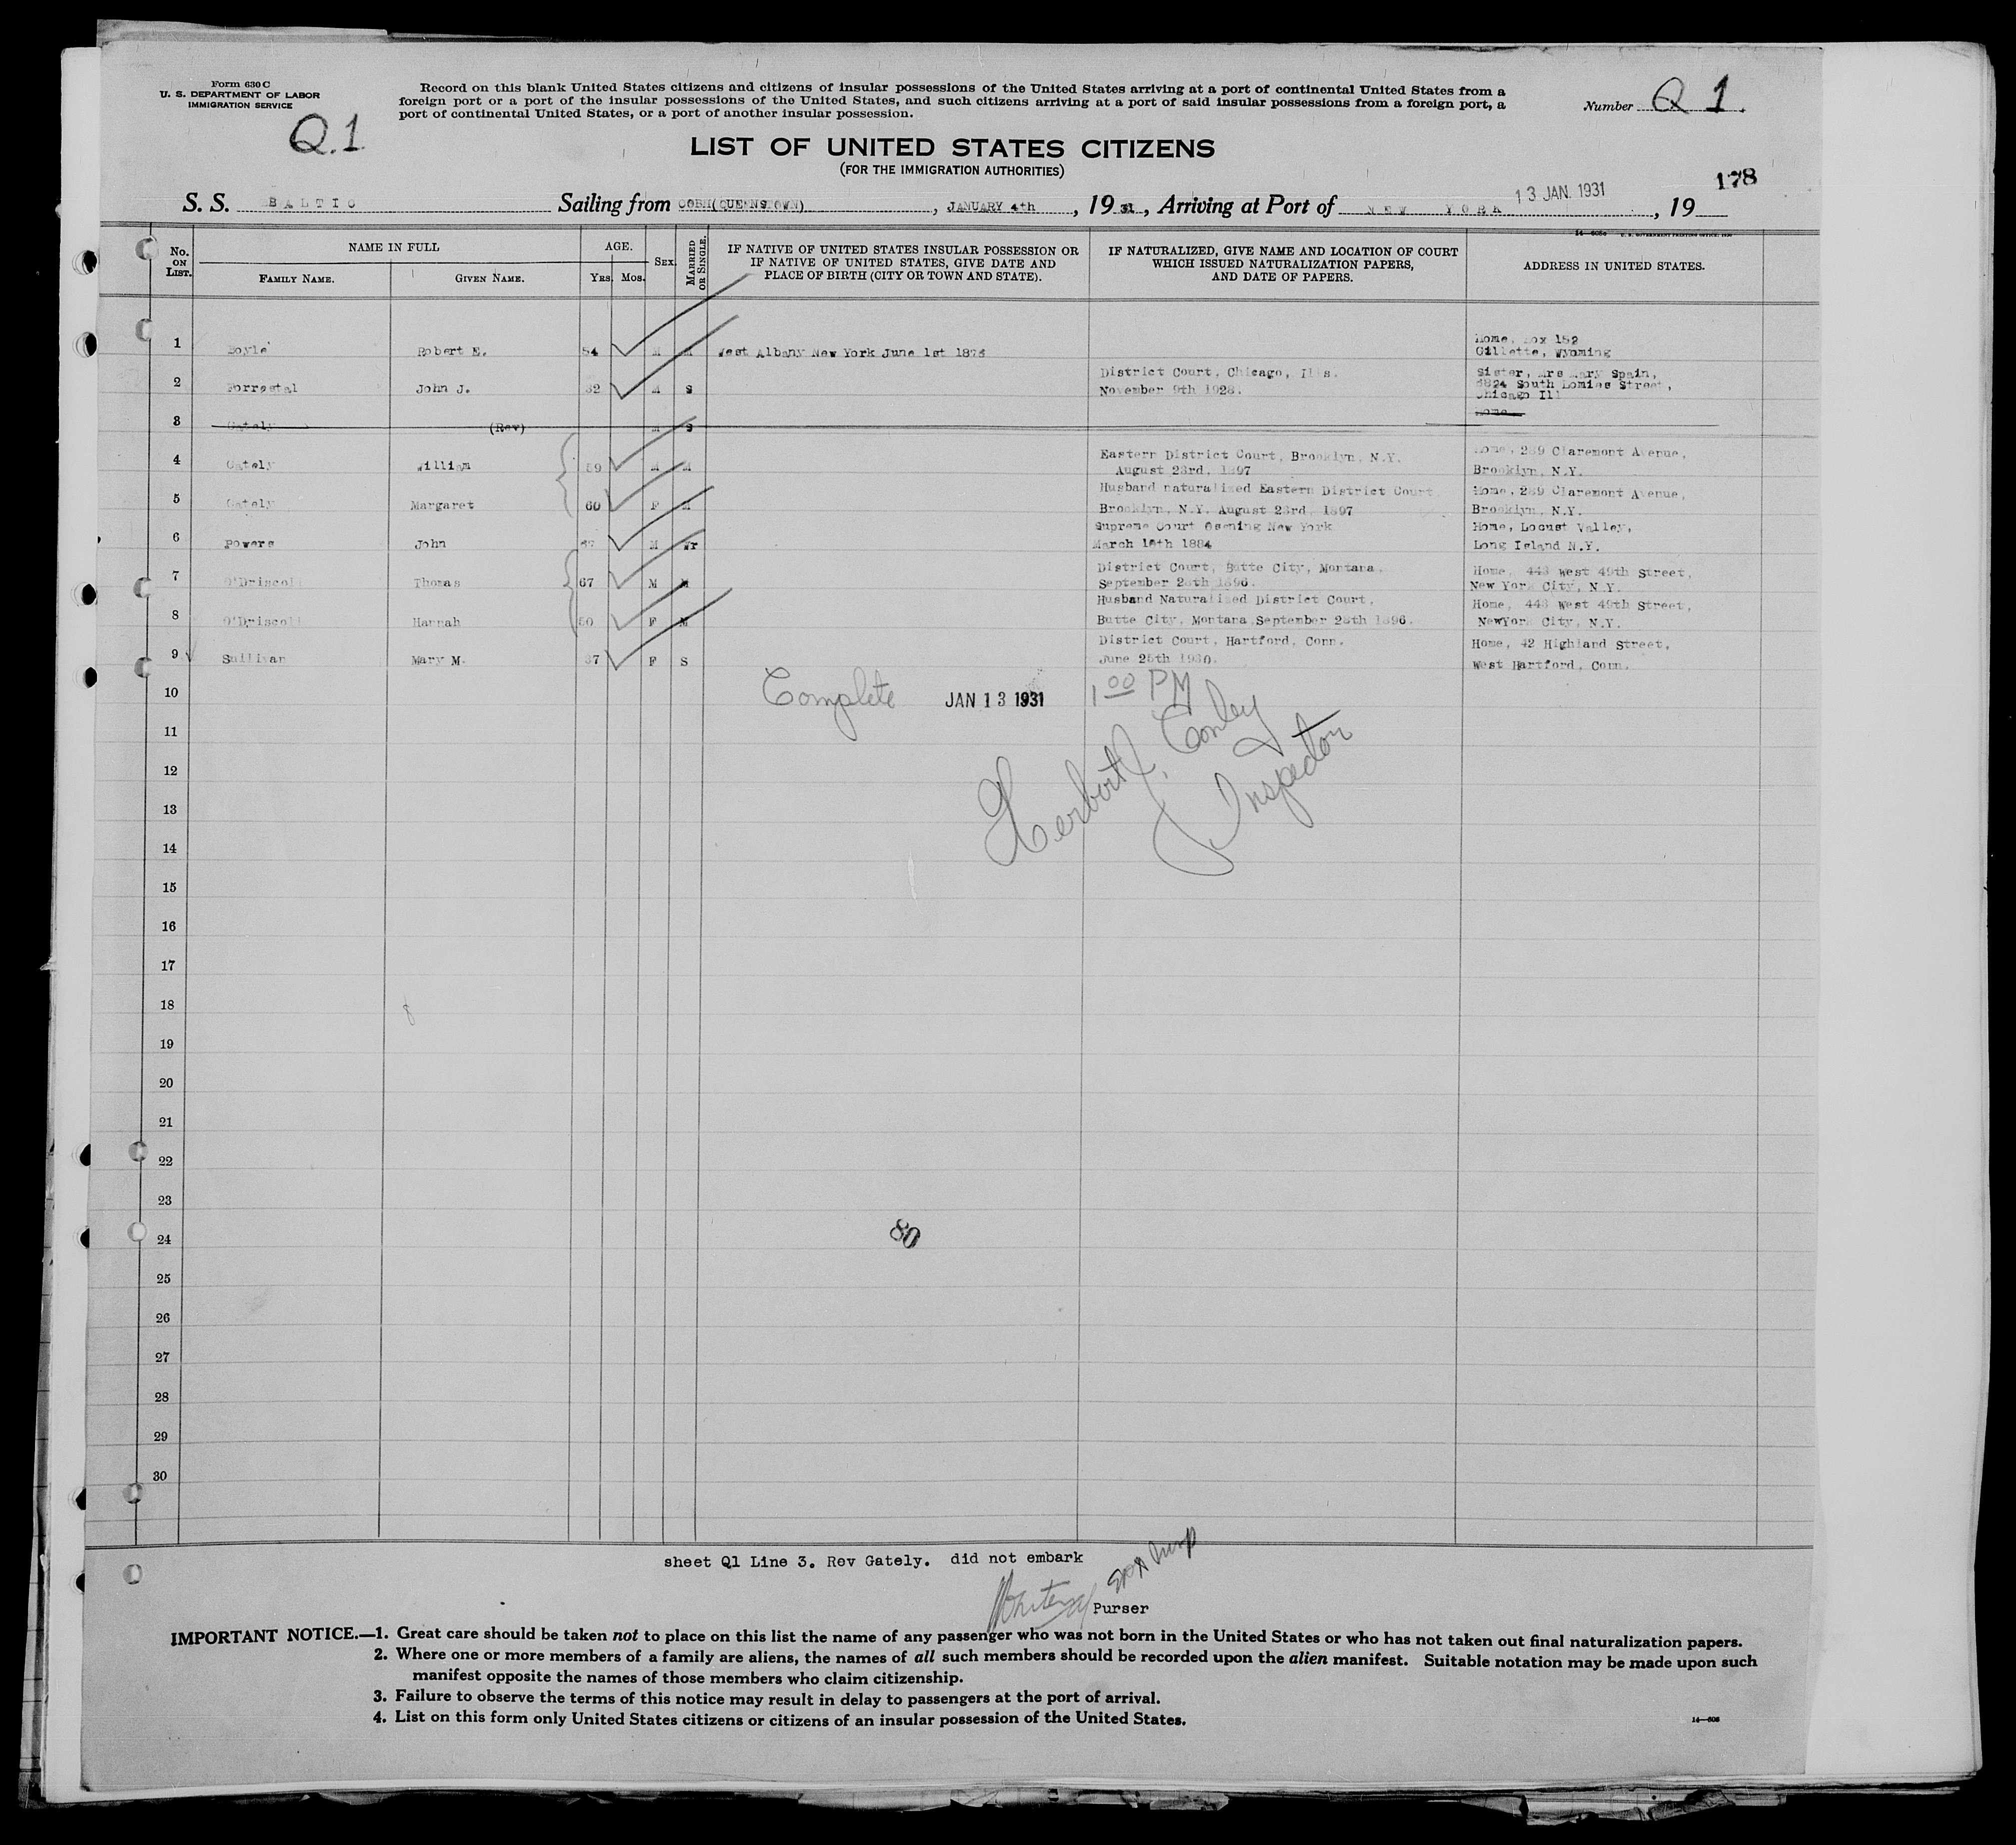 Form 630 C
U. S. DEPARTMENT OF LABOR
IMMIGRATION SERVICE
Q.1
Record on this blank United States citizens and citizens of insular possessions of the United States arriving at a port of continental United States from a
foreign port or a port of the insular possessions of the United States, and such citizens arriving at a port of said insular possessions from a foreign port, a
port of continental United States, or a port of another insular possession.
Number Q 1.
LIST OF UNITED STATES CITIZENS
(FOR THE IMMIGRATION AUTHORITIES)
178
S. S. BALTIC Sailing from COBH(QUEENSTOWN), JANUARY 4th, 19 31, Arriving at Port of NEW YORK 13 JAN. 1931, 19
No. ON LIST. NAME IN FULL AGE. SEX MARRIED OR SINGLE. IF NATIVE OF UNITED STATES INSULAR POSSESSION OR IF NATIVE OF UNITED STATES, GIVE DATE AND PLACE OF BIRTH (CITY OR TOWN AND STATE). IF NATURALIZED, GIVE NAME AND LOCATION OF COURT WHICH ISSUED NATURALIZATION PAPERS, AND DATE OF PAPERS. ADDRESS IN UNITED STATES.
FAMILY NAME. GIVEN NAME. YRS. MOS.
1 Boyle Robert E. 54 M M West Albany New York June 1st 1876 Home, Box 152
Gillette, Wyoming
2 Forrestal John J. 32 M S District Court, Chicago, Ills.
November 9th 1928. Sister, Mrs Mary Spain,
South Street,
Chicago Ill
3 Gately (Rev) M S Home
4 Gately William 59 M M Eastern District Court, Brooklyn, N.Y.
August 23rd, 1897 Home, 289 Claremont Avenue,
Brooklyn, N.Y.
5 Gately Margaret 60 F M Husband naturalized Eastern District Court
Brooklyn, N.Y. August 23rd, 1897 Home, 289 Claremont Avenue,
Brooklyn, N.Y.
6 Powers John 67 M Wr Supreme Court New York
March 18th 1884 Home, Locust Valley,
Long Island N.Y.
7 O'Driscoll Thomas 67 M M District Court, Butte City, Montana.
September 28th 1896. Home, 443 West 49th Street,
New York City, N.Y.
8 O'Driscoll Hannah 50 F M Husband Naturalized District Court,
Butte City, Montana September 28th 1896. Home, 443 West 49th Street,
NewYork City, N.Y.
9 Sullivan Mary M. 37 F S District Court, Hartford, Conn.
June 25th 1930. Home, 42 Highland Street,
West Hartford, Conn.
10 Complete JAN 13 1931 1 00 PM
11 Herbert J. Conley
12 Inspector
13
14
15
16
17
18
19
20
21
22
23
24 80
25
26
27
28
29
30
sheet Q1 Line 3. Rev Gately. did not embark
Purser
IMPORTANT NOTICE.—1. Great care should be taken not to place on this list the name of any passenger who was not born in the United States or who has not taken out final naturalization papers.
2. Where one or more members of a family are aliens, the names of all such members should be recorded upon the alien manifest. Suitable notation may be made upon such
manifest opposite the names of those members who claim citizenship.
3. Failure to observe the terms of this notice may result in delay to passengers at the port of arrival.
4. List on this form only United States citizens or citizens of an insular possession of the United States.